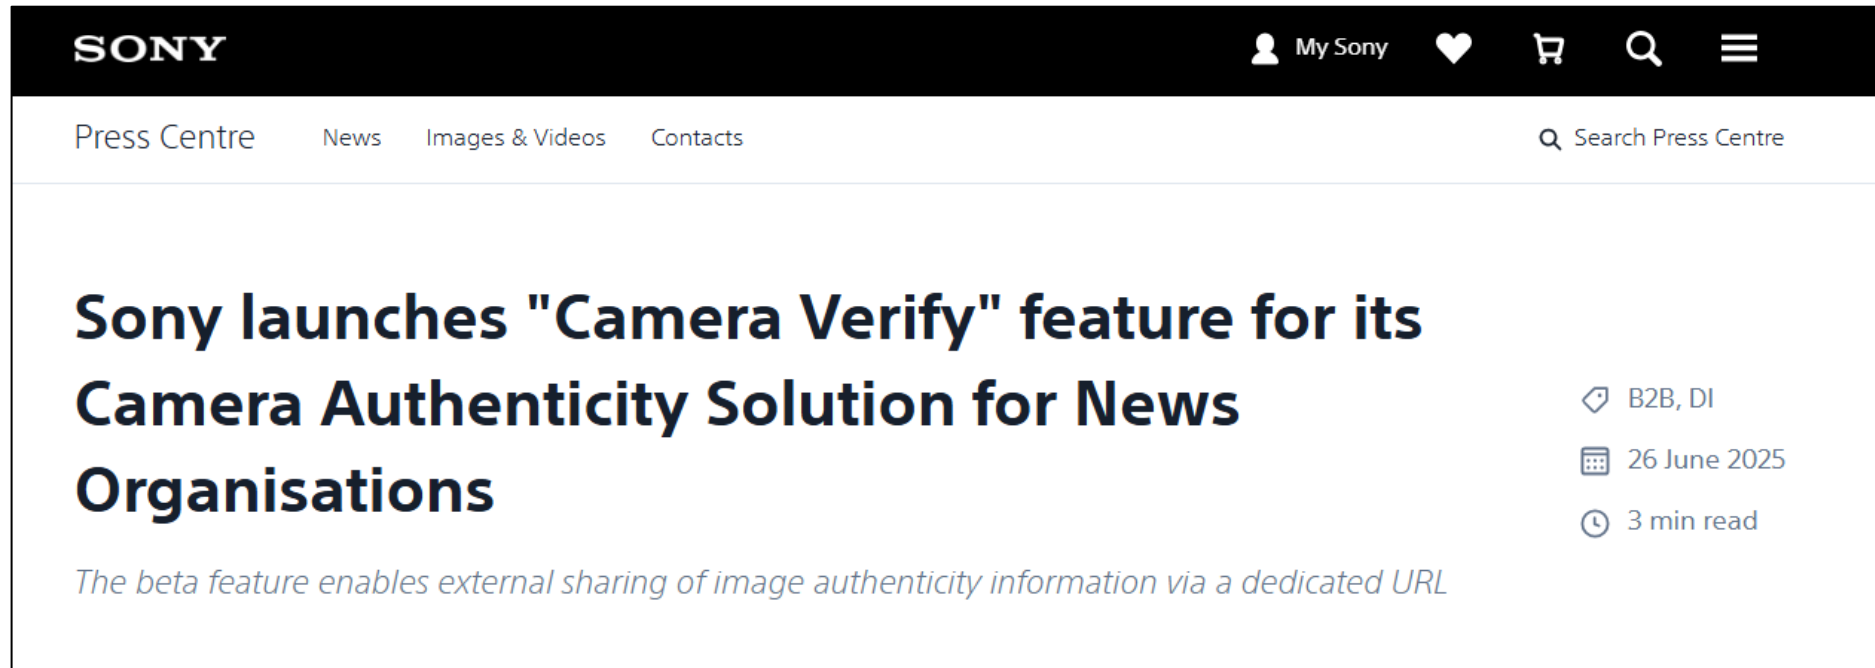 SONY
My Sony
Press Centre
News
Images & Videos
Contacts
Search Press Centre
Sony launches "Camera Verify" feature for its
Camera Authenticity Solution for News
Organisations
B2B, DI
26 June 2025
3 min read
The beta feature enables external sharing of image authenticity information via a dedicated URL